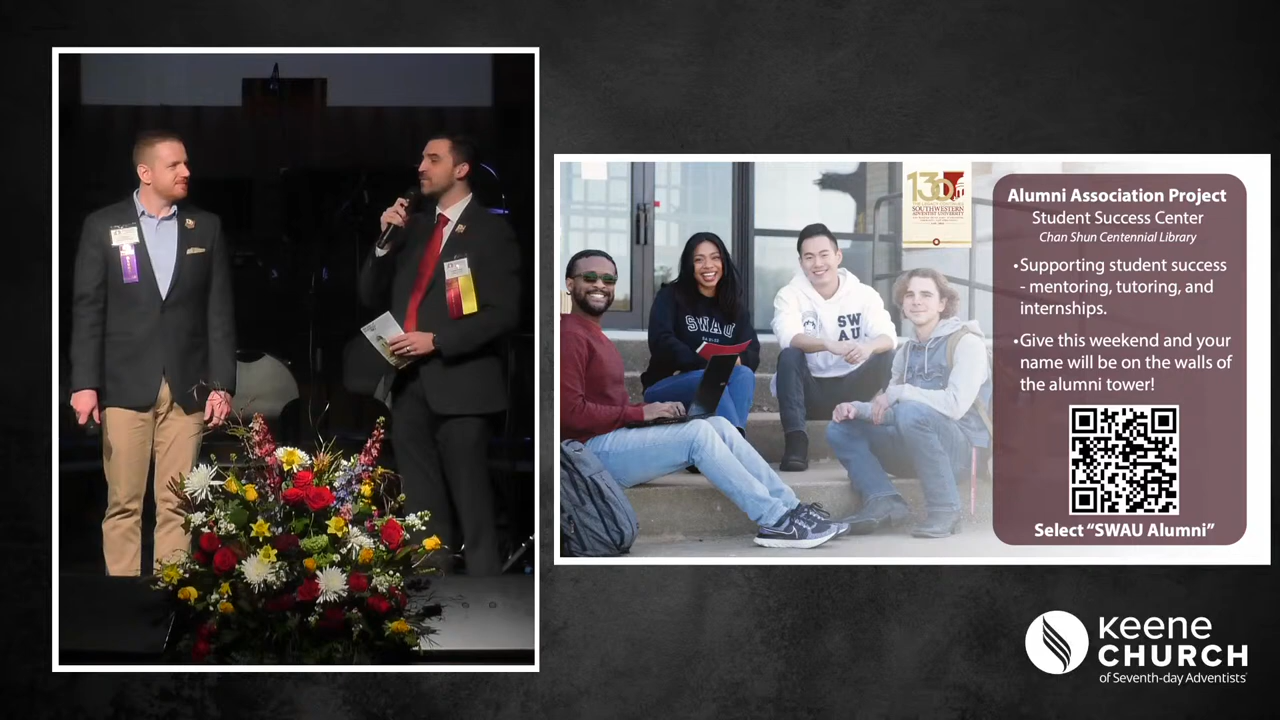 130
SOUTHWESTERN
ADVENTIST UNIVERSITY
SWAU
SW
AU
Alumni Association Project
Student Success Center
Chan Shun Centennial Library
•Supporting student success
- mentoring, tutoring, and
internships.
•Give this weekend and your
name will be on the walls of
the alumni tower!
Select “SWAU Alumni”
Keene
CHURCH
of Seventh-day Adventists